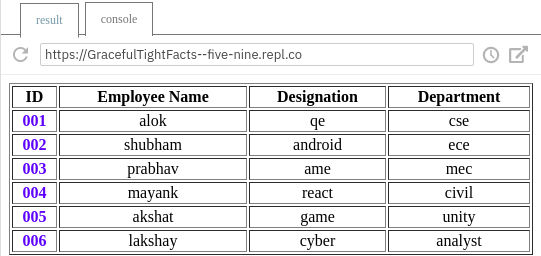 result console
https://GracefulTightFacts--five-nine.repl.co
ID Employee Name Designation Department
001 alok qe cse
002 shubham android ece
003 prabhav ame mec
004 mayank react civil
005 akshat game unity
006 lakshay cyber analyst